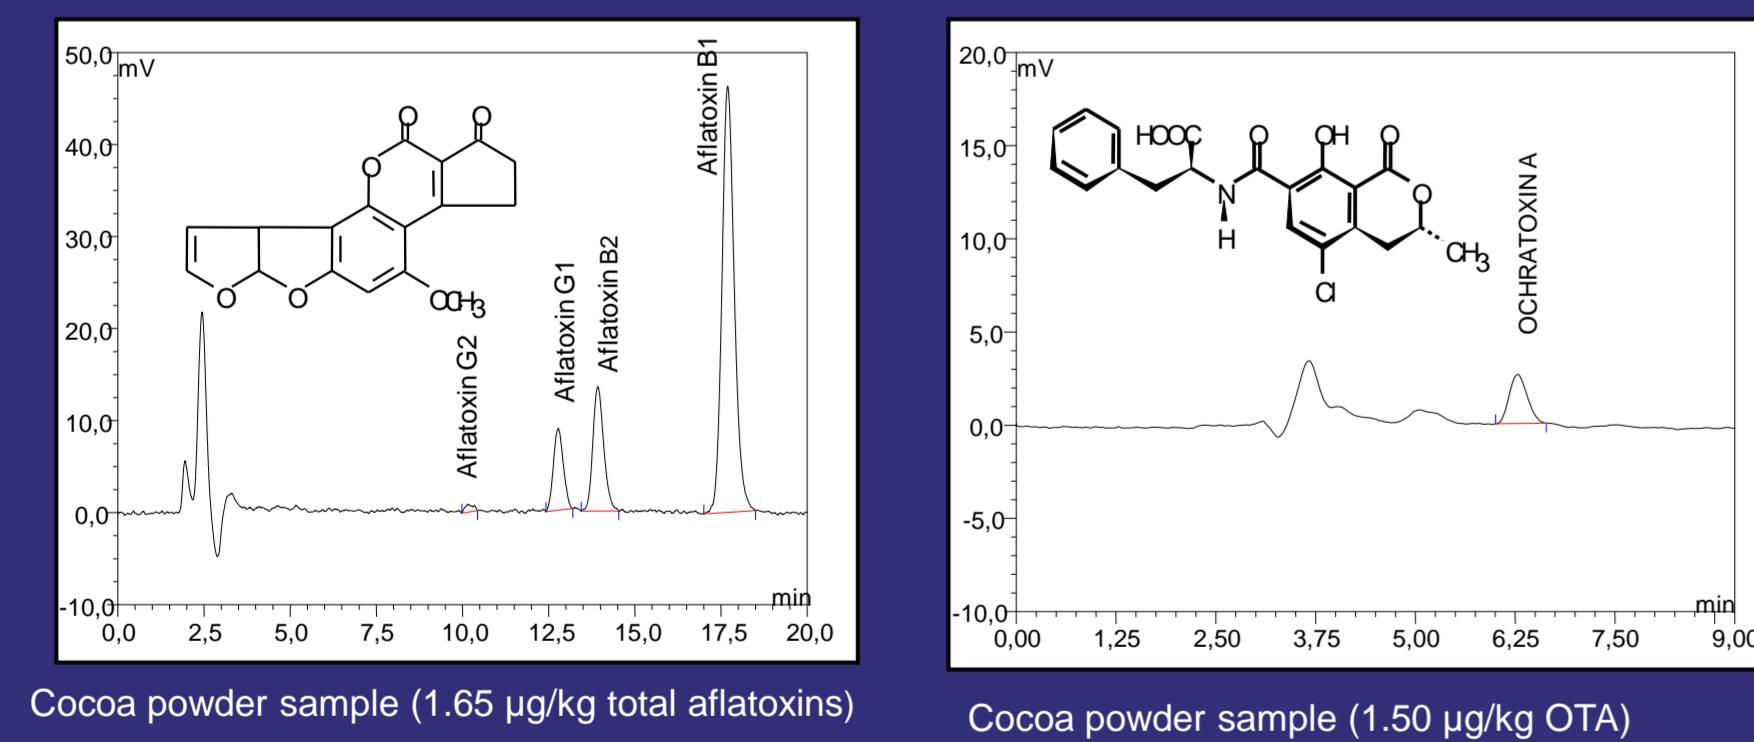 50,0
mV
40,0
30,0
20,0
10,0
0,0
-10,0
0,0 2,5 5,0 7,5 10,0 12,5 15,0 17,5 20,0
min
O O
O
O O
OCH3
Aflatoxin G2
Aflatoxin G1
Aflatoxin B2
Aflatoxin B1
Cocoa powder sample (1.65 µg/kg total aflatoxins)
20,0
mV
15,0
10,0
5,0
0,0
-5,0
-10,0
0,00 1,25 2,50 3,75 5,00 6,25 7,50 9,00
min
HOOC O OH O
N O
H CH3
Cl
OCHRATOXIN A
Cocoa powder sample (1.50 µg/kg OTA)